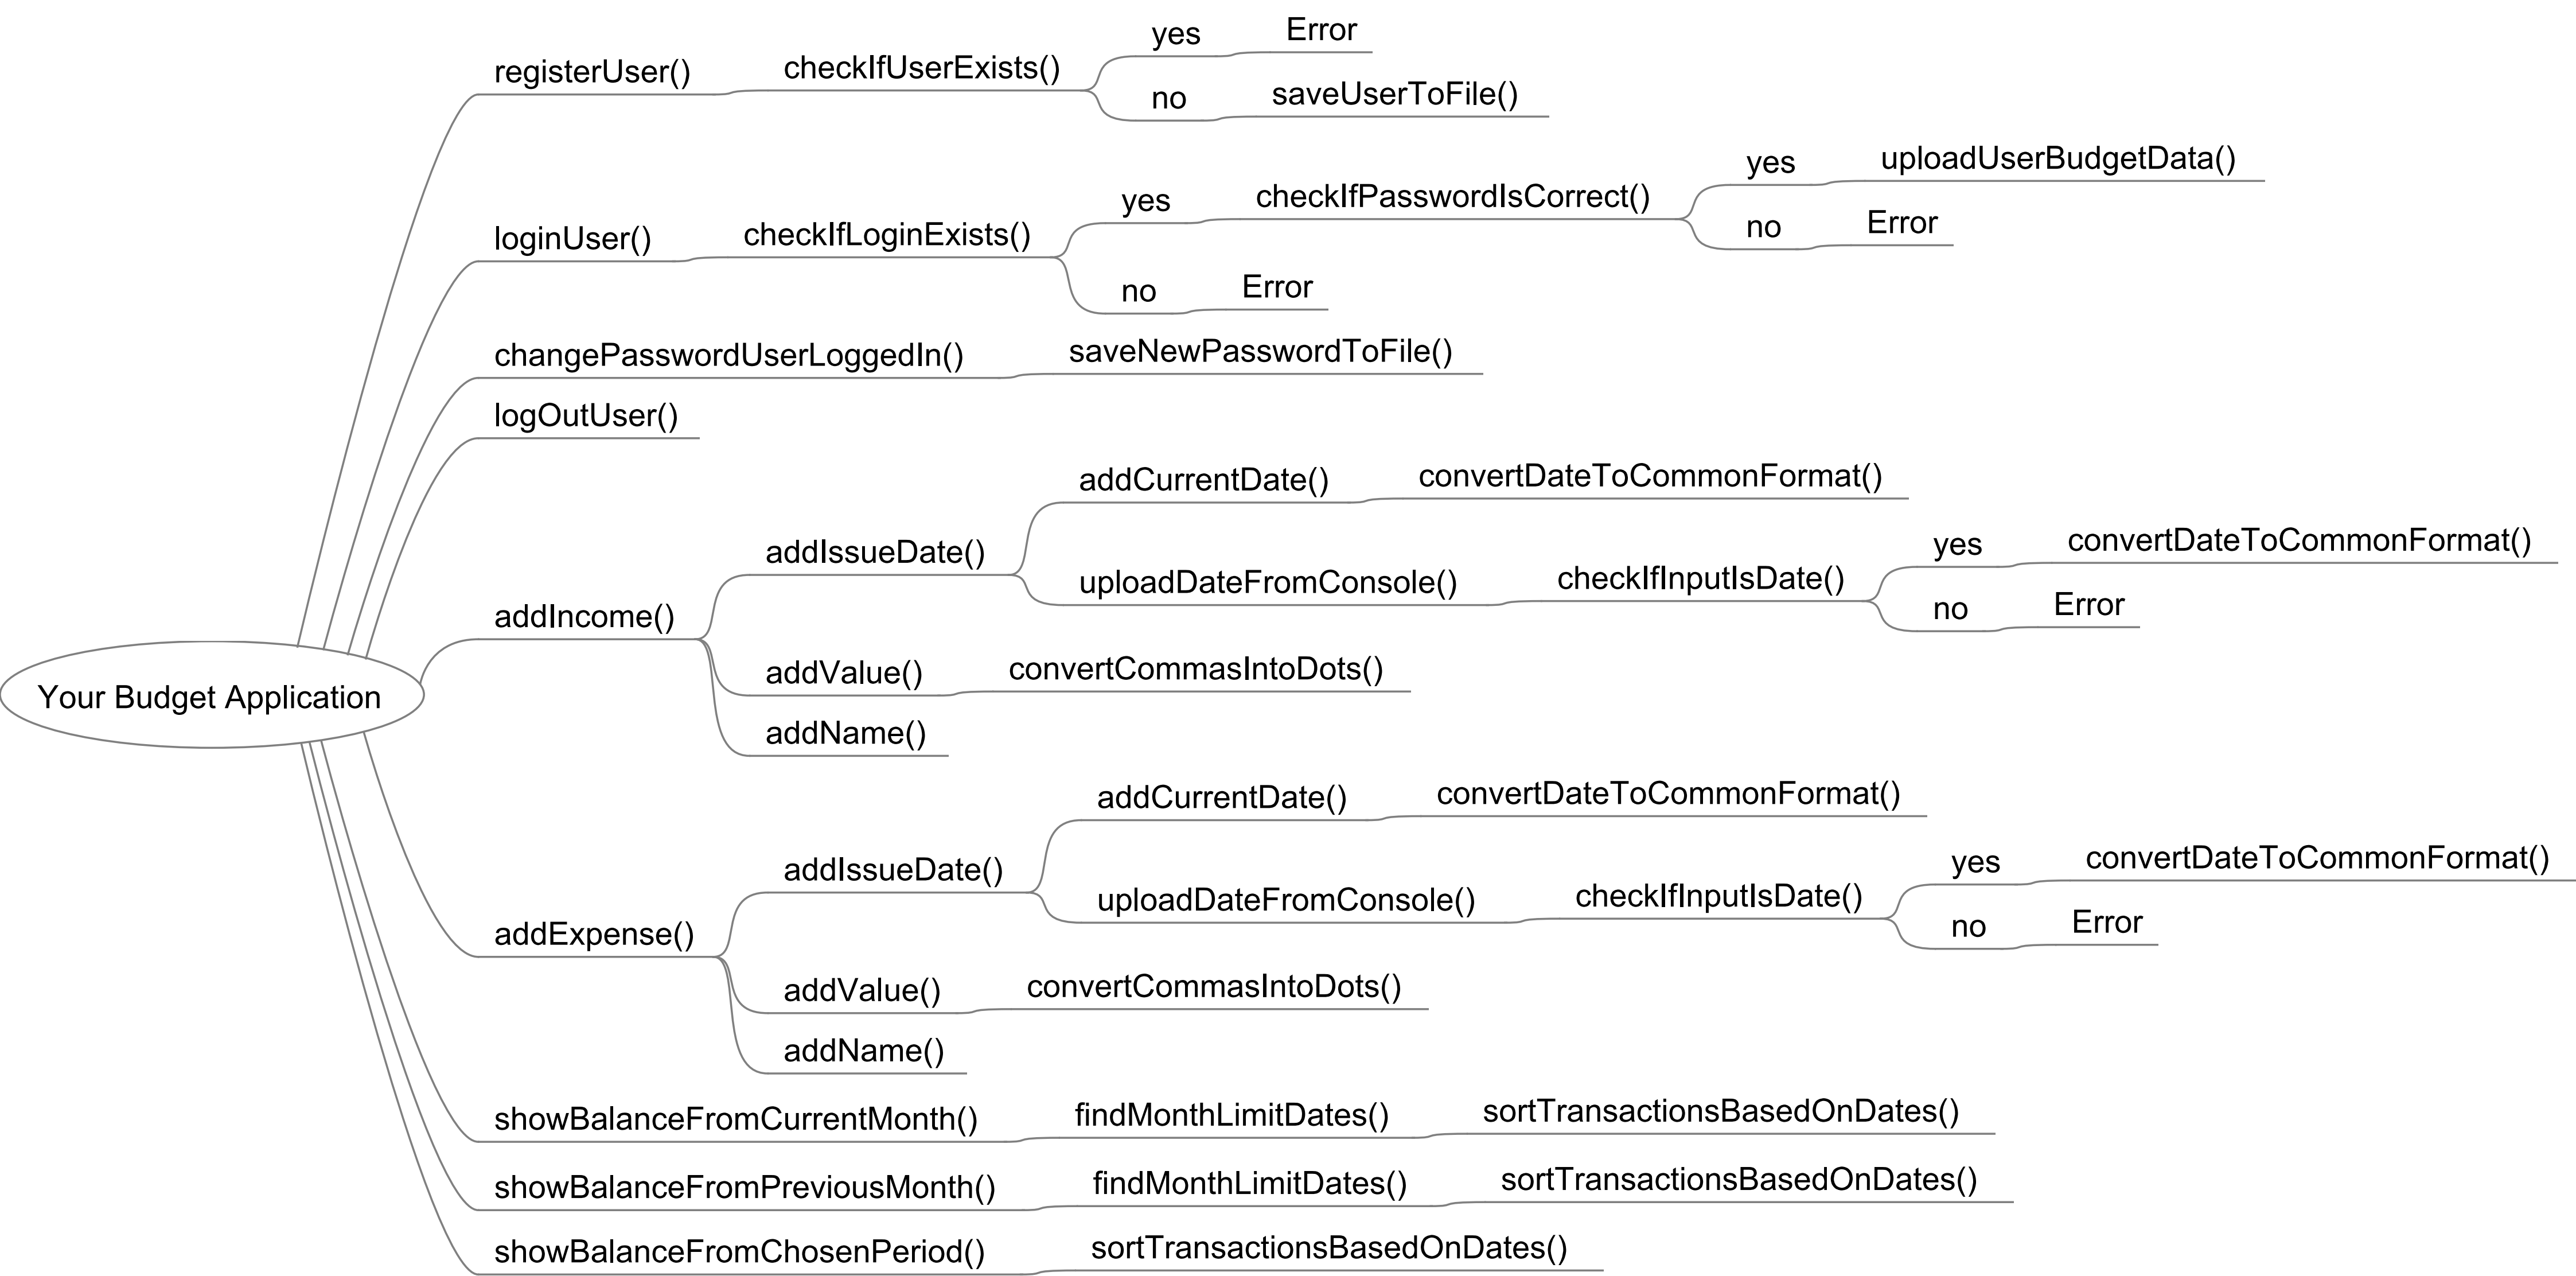 Your Budget Application
registerUser()
checkIfUserExists()
yes
Error
no
saveUserToFile()
loginUser()
checkIfLoginExists()
yes
checkIfPasswordIsCorrect()
yes
uploadUserBudgetData()
no
Error
no
Error
changePasswordUserLoggedIn()
saveNewPasswordToFile()
logOutUser()
addIncome()
addIssueDate()
addCurrentDate()
convertDateToCommonFormat()
uploadDateFromConsole()
checkIfInputIsDate()
yes
convertDateToCommonFormat()
no
Error
addValue()
convertCommasIntoDots()
addName()
addExpense()
addIssueDate()
addCurrentDate()
convertDateToCommonFormat()
uploadDateFromConsole()
checkIfInputIsDate()
yes
convertDateToCommonFormat()
no
Error
addValue()
convertCommasIntoDots()
addName()
showBalanceFromCurrentMonth()
findMonthLimitDates()
sortTransactionsBasedOnDates()
showBalanceFromPreviousMonth()
findMonthLimitDates()
sortTransactionsBasedOnDates()
showBalanceFromChosenPeriod()
sortTransactionsBasedOnDates()